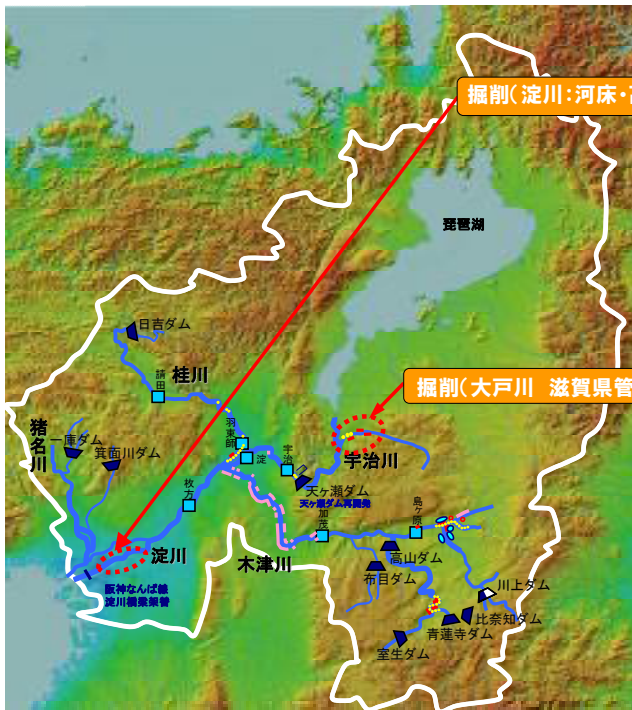 掘削(淀川:河床・高
琵琶湖
日吉ダム
請田
桂川
掘削(大戸川 滋賀県管
猪名川
一庫ダム
箕面川ダム
羽束師
淀
宇治
宇治川
枚方
天ヶ瀬ダム
天ヶ瀬ダム再開発
加茂
島ヶ原
淀川
木津川
高山ダム
布目ダム
川上ダム
阪神なんば線
淀川橋梁架替
比奈知ダム
青蓮寺ダム
室生ダム